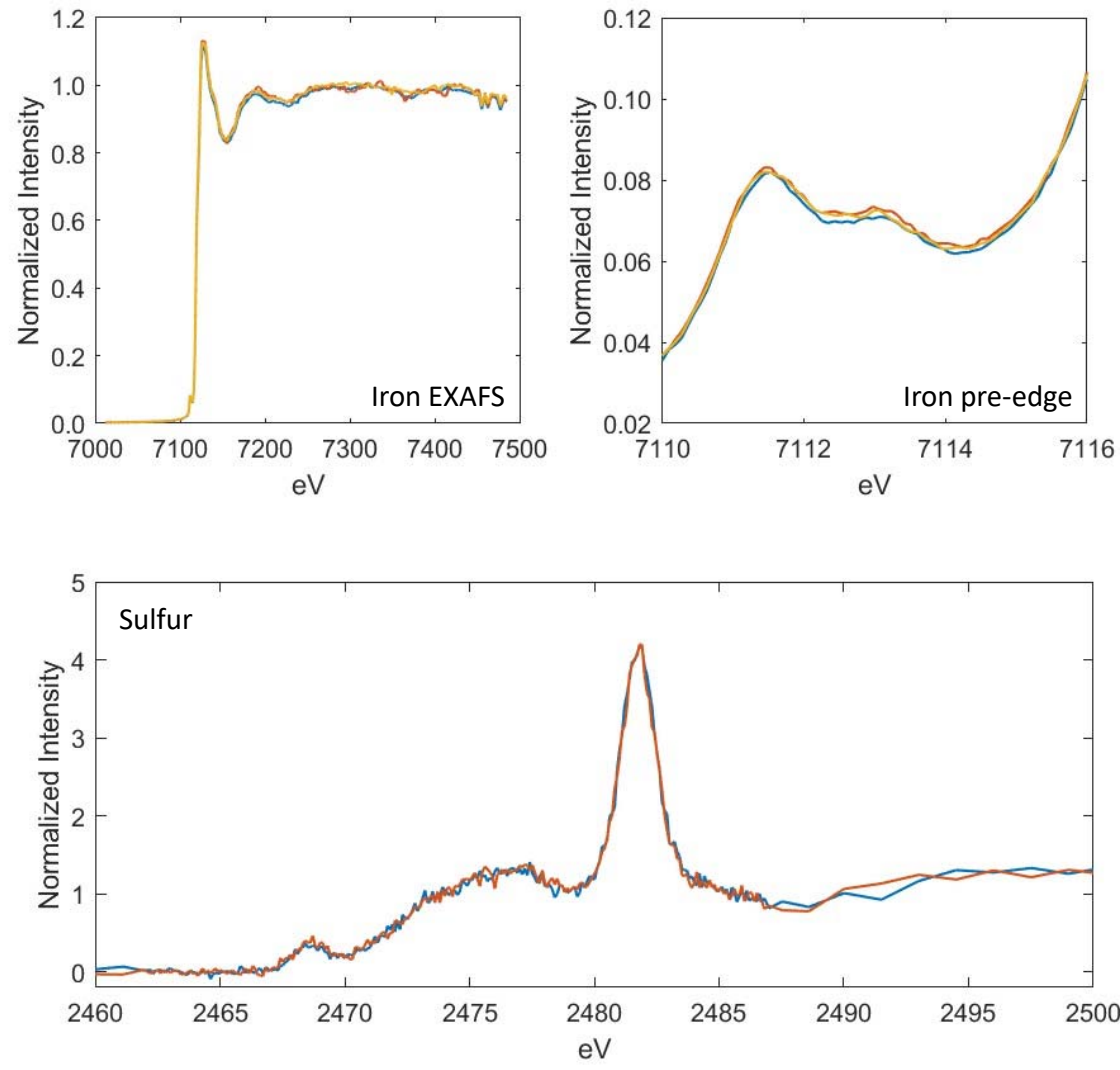 1.2
1.0
0.8
0.6
0.4
0.2
0.0
Normalized Intensity
Iron EXAFS
7000 7100 7200 7300 7400 7500
eV
0.12
0.10
0.08
0.06
0.04
0.02
Normalized Intensity
Iron pre-edge
7110 7112 7114 7116
eV
5
4
3
2
1
0
Normalized Intensity
Sulfur
2460 2465 2470 2475 2480 2485 2490 2495 2500
eV